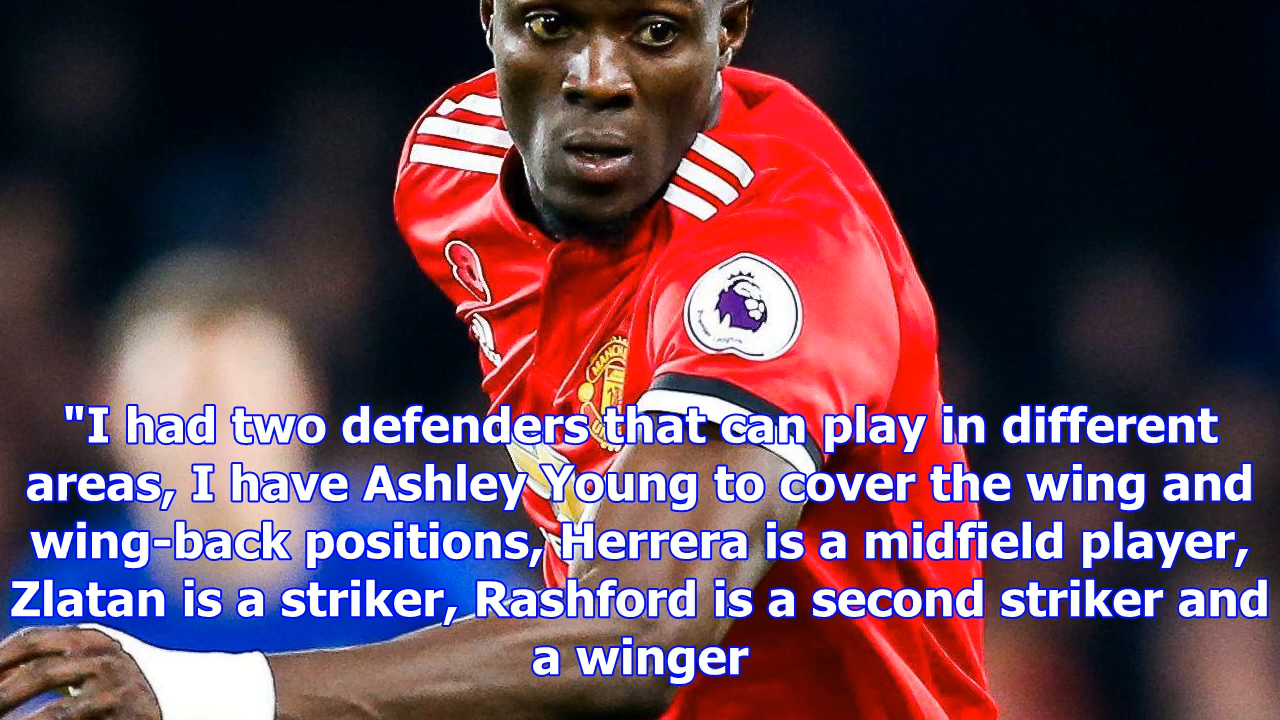 MANC
"I had two defenders that can play in different
areas, I have Ashley Young to cover the wing and
wing-back positions, Herrera is a midfield player,
Zlatan is a striker, Rashford is a second striker and
a winger